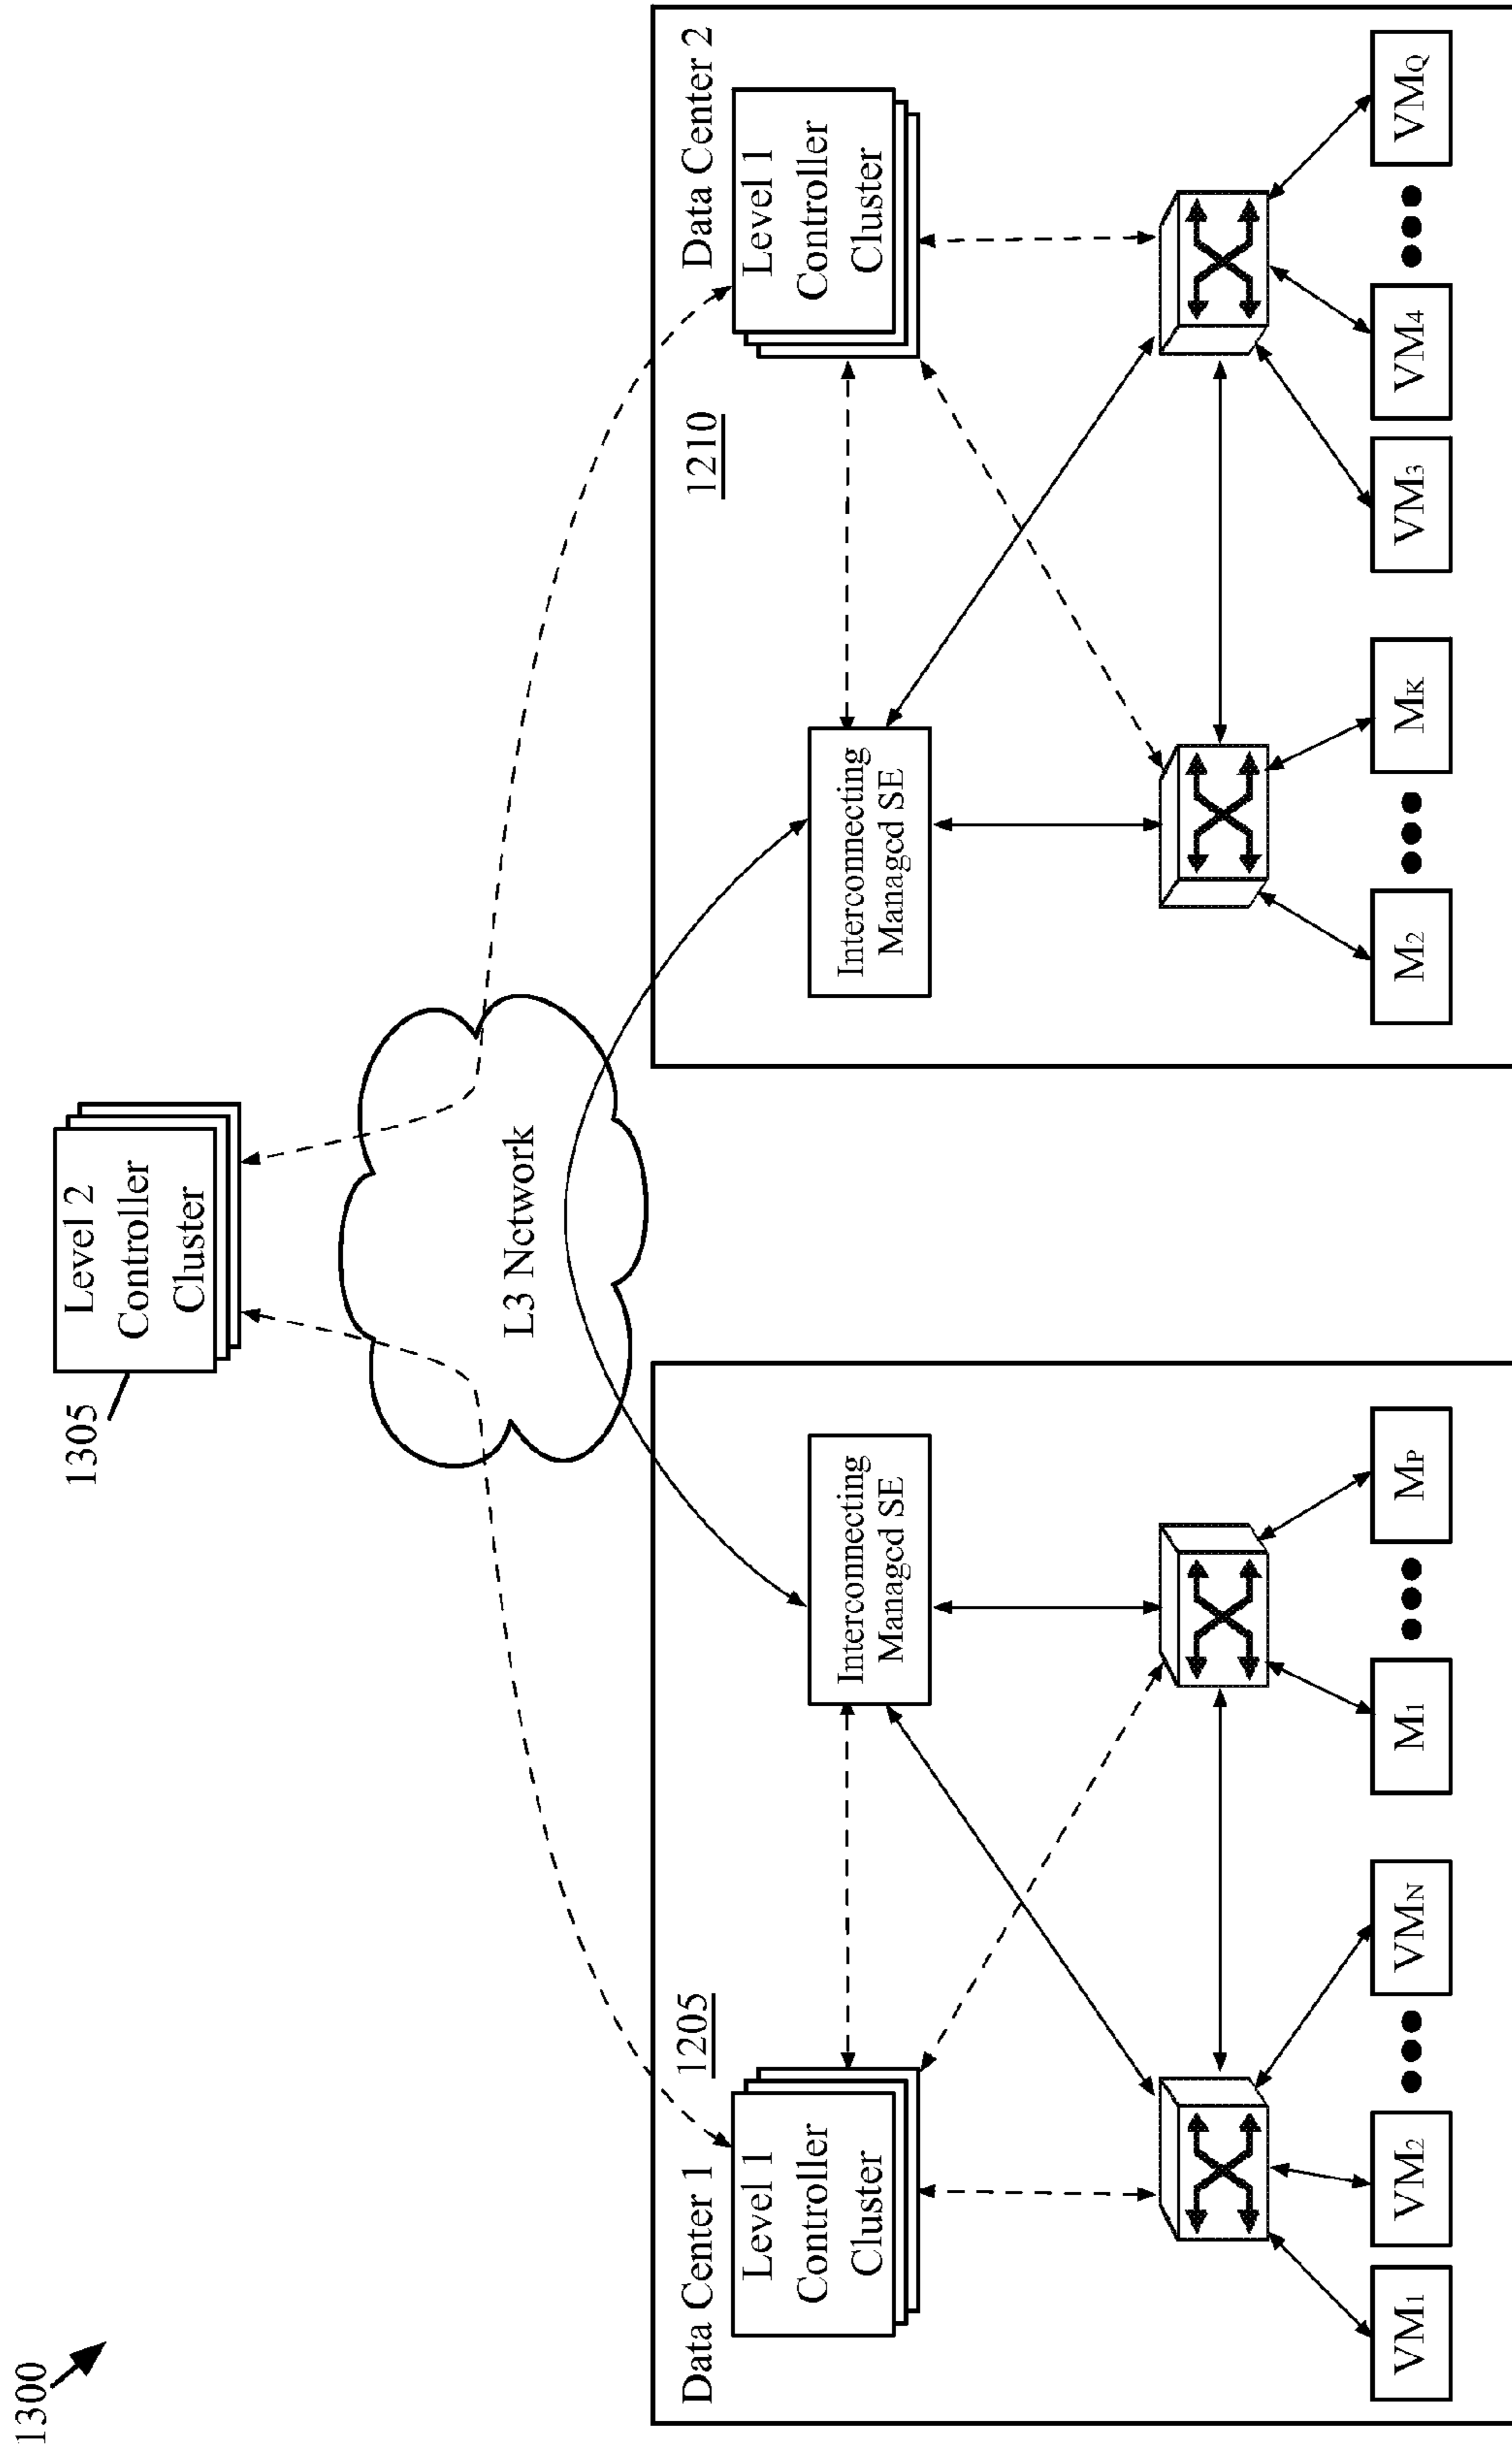 1300
1305
Level 2
Controller
Cluster
L3 Network
Data Center 1
1205
Level 1
Controller
Cluster
Interconnecting
Managed SE
VM1
VM2
VMN
M1
MP
Data Center 2
1210
Level 1
Controller
Cluster
Interconnecting
Managed SE
M2
MK
VM3
VM4
VMQ